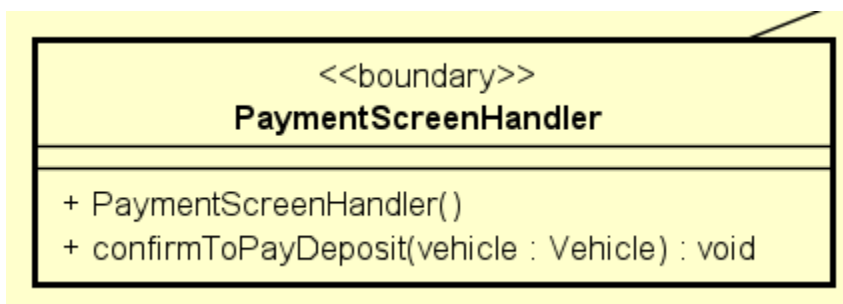 <<boundary>>
PaymentScreenHandler
+ PaymentScreenHandler()
+ confirmToPayDeposit(vehicle : Vehicle) : void